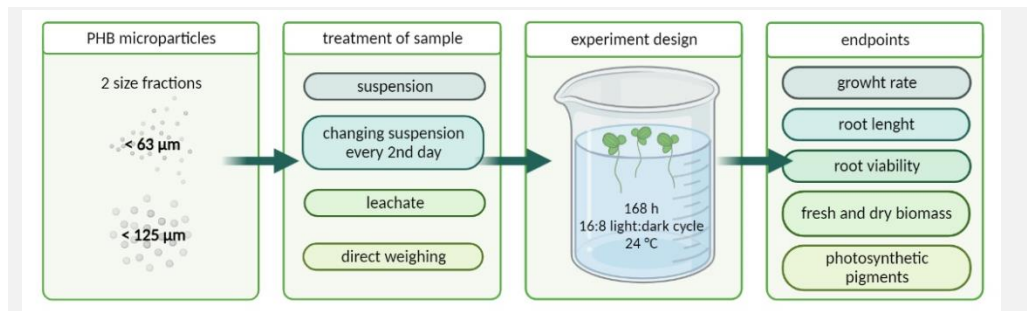 PHB microparticles
2 size fractions
< 63 µm
< 125 µm
treatment of sample
suspension
changing suspension
every 2nd day
leachate
direct weighing
experiment design
168 h
16:8 light:dark cycle
24 °C
endpoints
growht rate
root lenght
root viability
fresh and dry biomass
photosynthetic
pigments